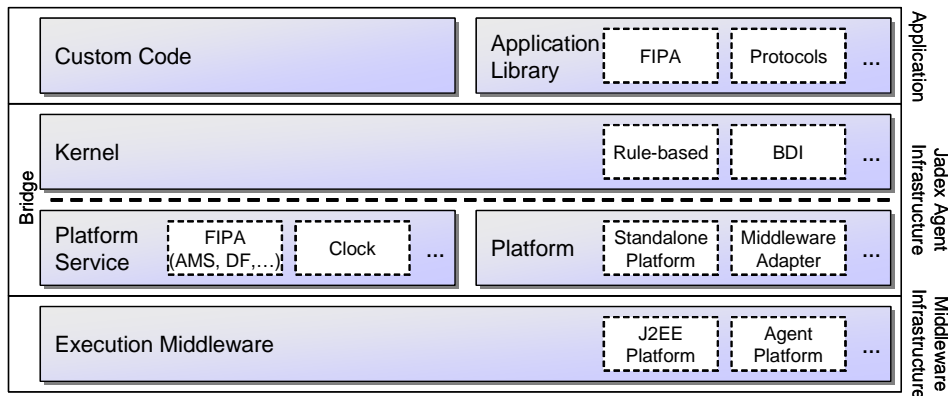 Custom Code
Application
Library
FIPA
Protocols
...
Application
Kernel
Rule-based
BDI
...
Bridge
Jadex Agent
Infrastructure
Platform
Service
FIPA
(AMS, DF,...)
Clock
...
Platform
Standalone
Platform
Middleware
Adapter
...
Execution Middleware
J2EE
Platform
Agent
Platform
...
Middleware
Infrastructure